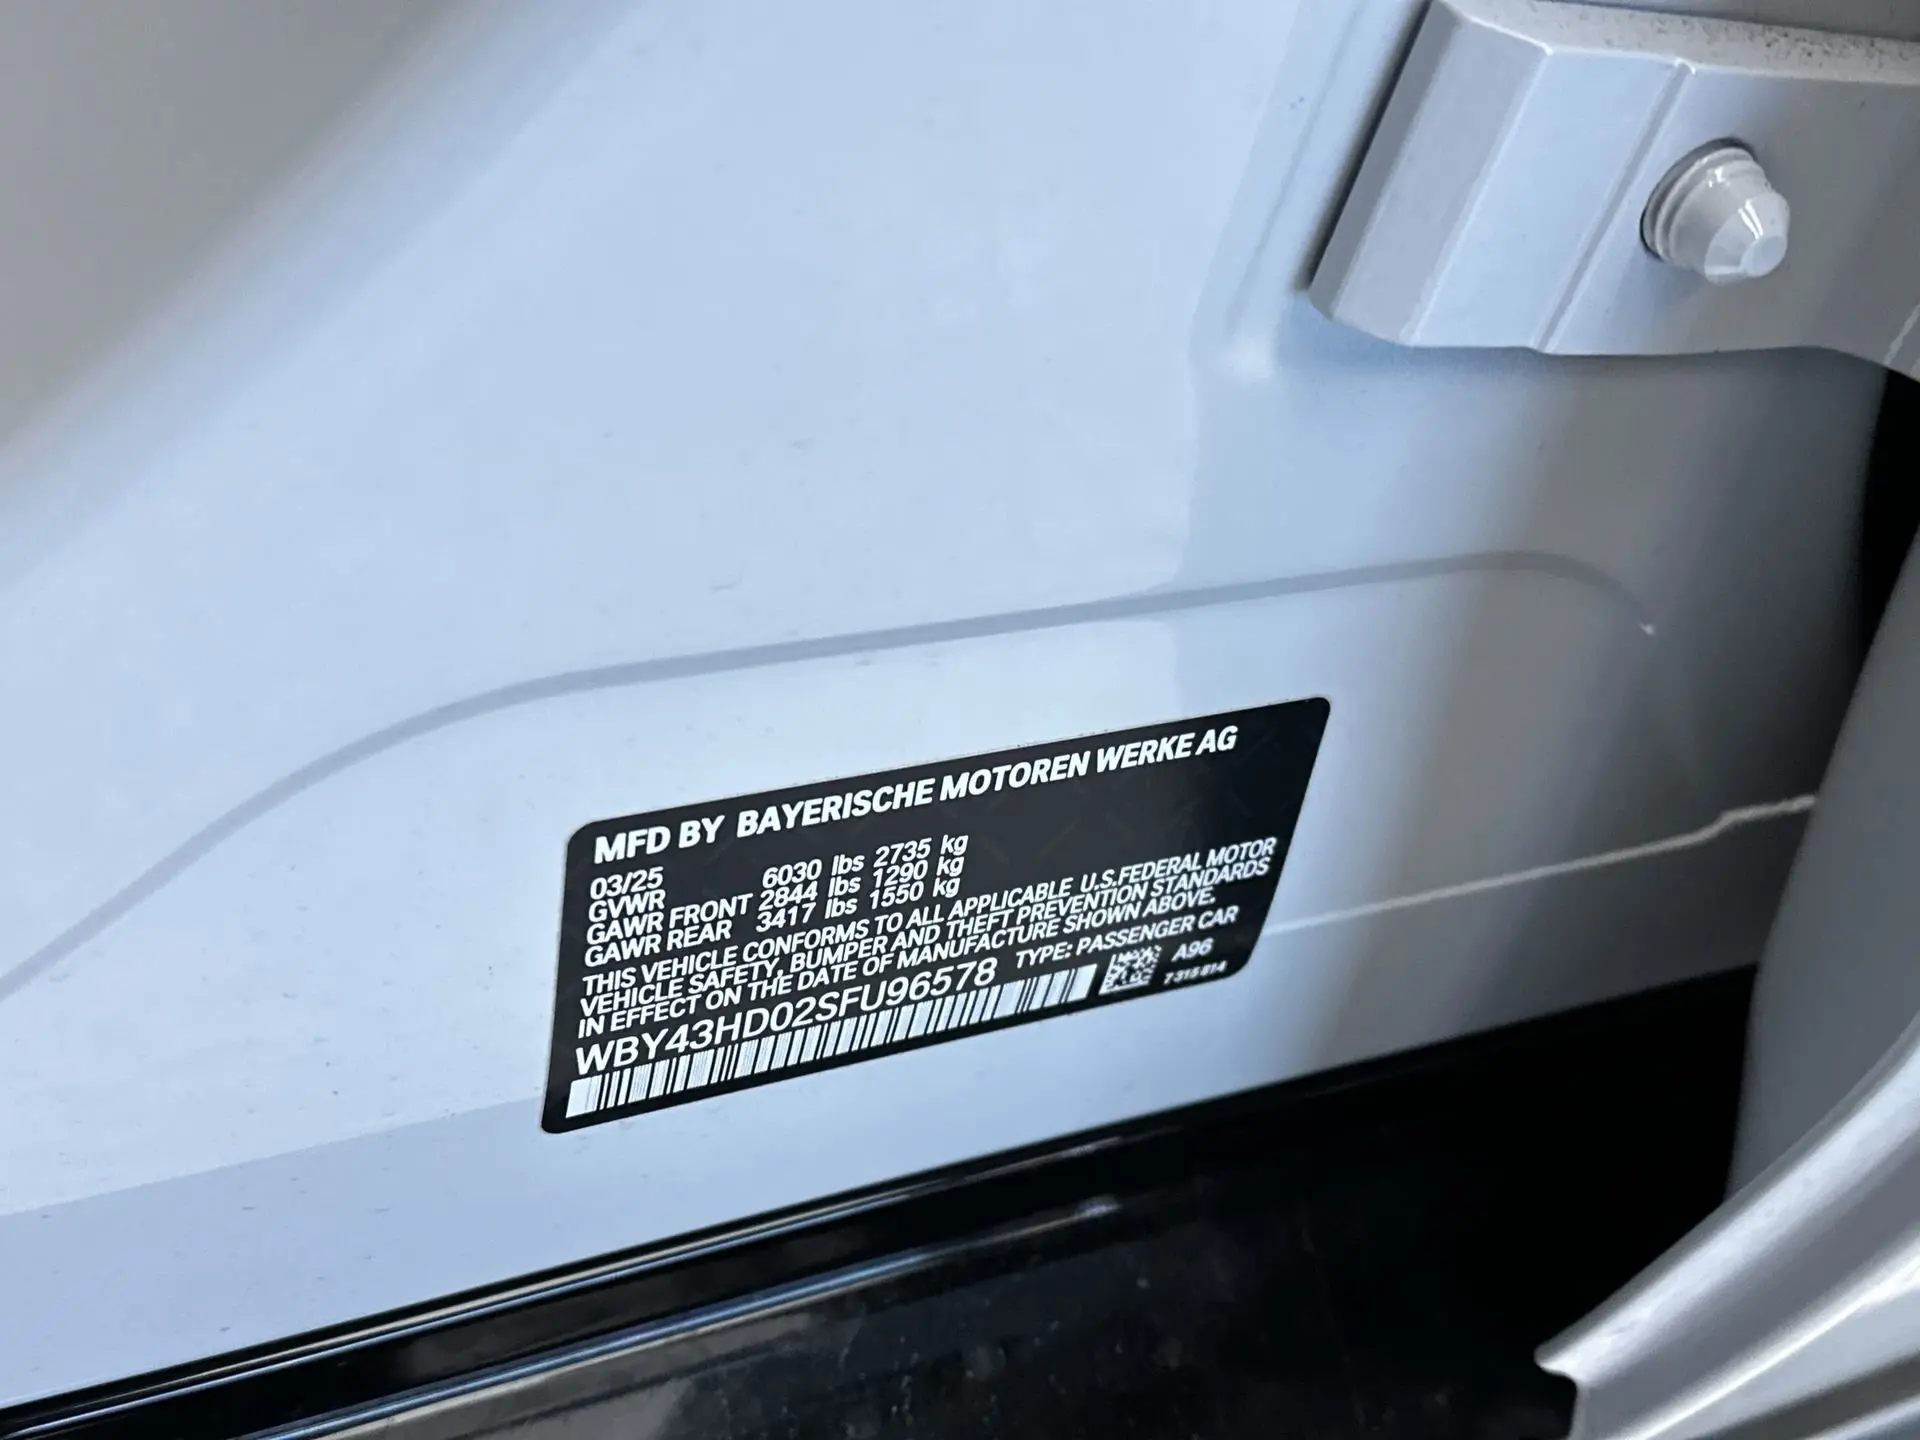 MFD BY BAYERISCHE MOTOREN WERKE AG
03/25
GVWR 6030 lbs 2735 kg
GAWR FRONT 2844 lbs 1290 kg
GAWR REAR 3417 lbs 1550 kg
THIS VEHICLE CONFORMS TO ALL APPLICABLE U.S.FEDERAL MOTOR
VEHICLE SAFETY, BUMPER AND THEFT PREVENTION STANDARDS
IN EFFECT ON THE DATE OF MANUFACTURE SHOWN ABOVE.
WBY43HD02SFU96578 TYPE: PASSENGER CAR
A96
7315814